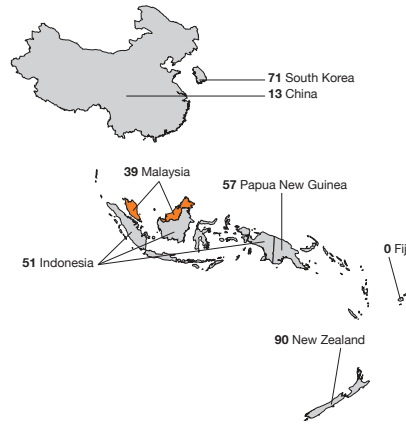 71 South Korea
13 China
39 Malaysia
57 Papua New Guinea
51 Indonesia
0 Fij
90 New Zealand